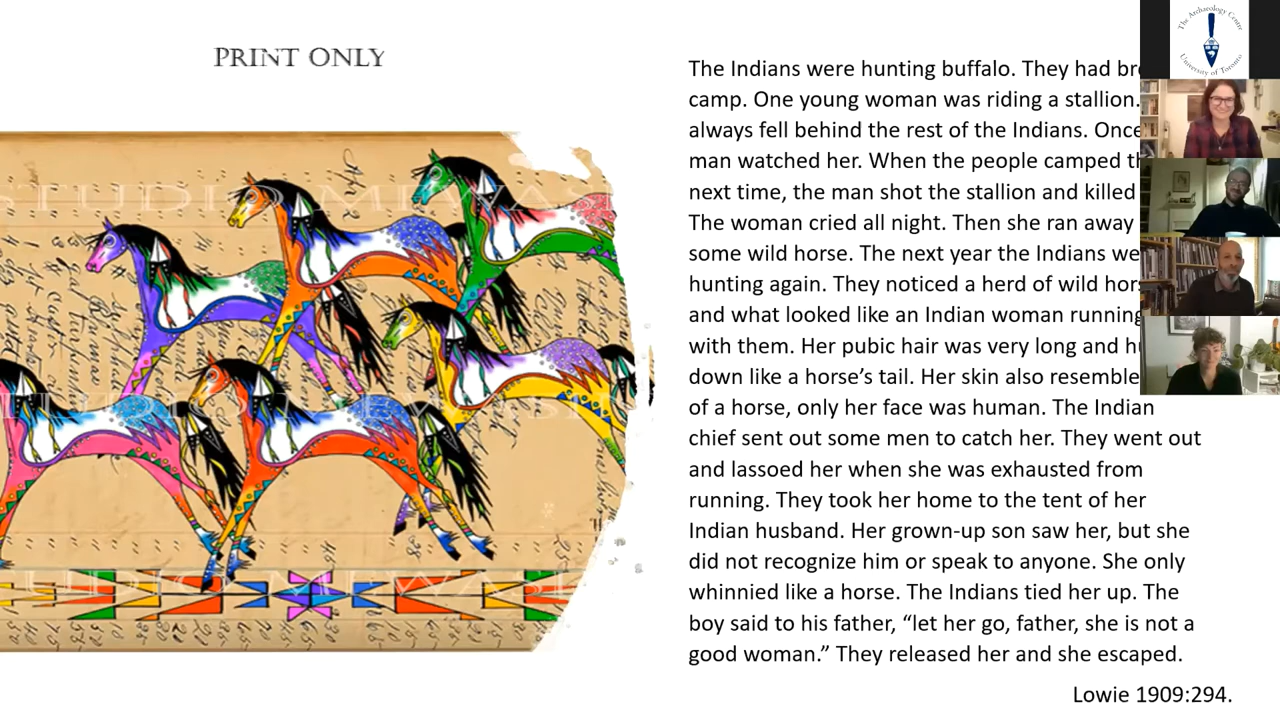 PRINT ONLY
The Indians were hunting buffalo. They had
camp. One young woman was riding a stallion.
always fell behind the rest of the Indians. Once
man watched her. When the people camped
next time, the man shot the stallion and killed
The woman cried all night. Then she ran away
some wild horse. The next year the Indians
hunting again. They noticed a herd of wild
and what looked like an Indian woman running
with them. Her pubic hair was very long and
down like a horse’s tail. Her skin also
of a horse, only her face was human. The Indian
chief sent out some men to catch her. They went out
and lassoed her when she was exhausted from
running. They took her home to the tent of her
Indian husband. Her grown-up son saw her, but she
did not recognize him or speak to anyone. She only
whinnied like a horse. The Indians tied her up. The
boy said to his father, “let her go, father, she is not a
good woman.” They released her and she escaped.
Lowie 1909:294.
The Archaeology Centre
University of Toronto
STUDIO